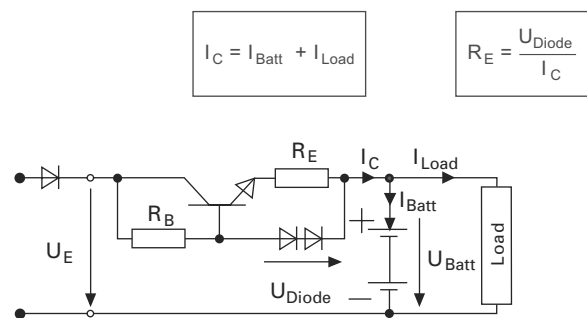 I_C = I_Batt + I_Load
R_E = U_Diode / I_C
R_E
I_C
I_Load
R_B
I_Batt
+
U_E
U_Batt
Load
U_Diode
−